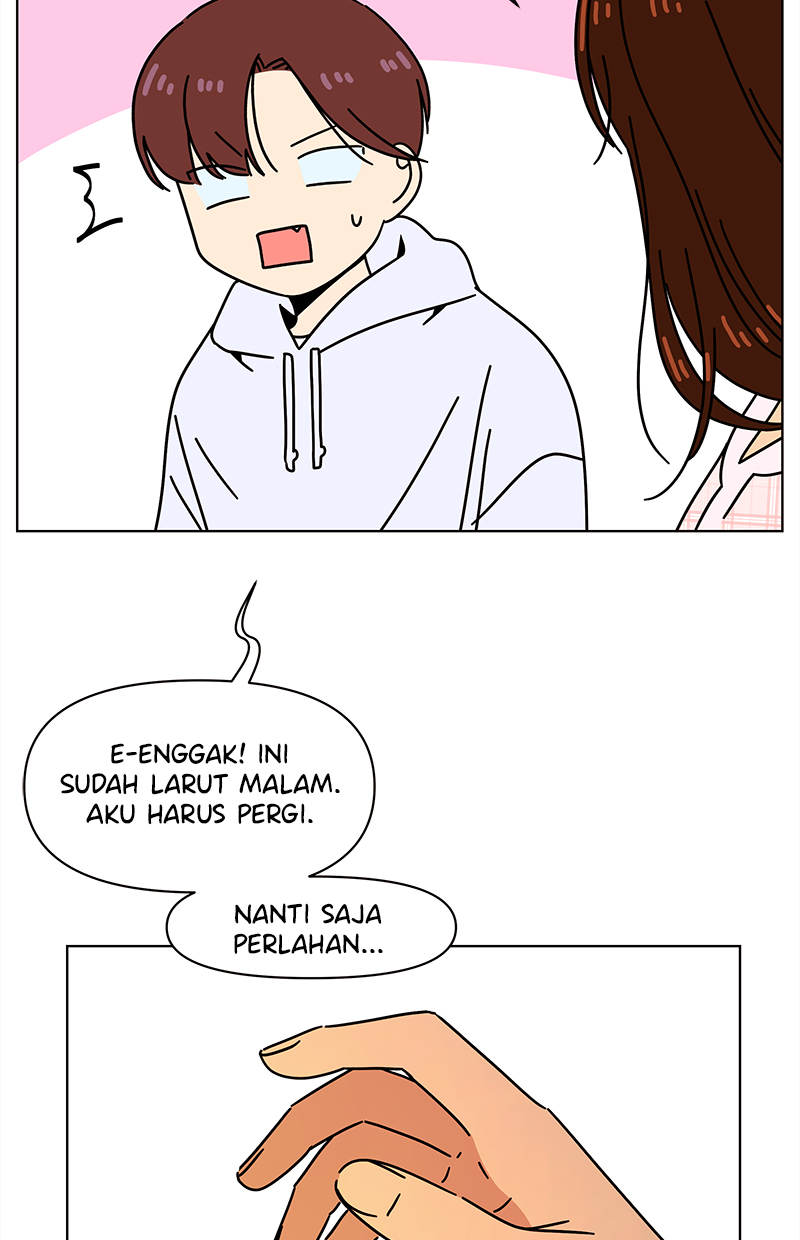 E-ENGGAK! INI
SUDAH LARUT MALAM.
AKU HARUS PERGI.
NANTI SAJA
PERLAHAN...